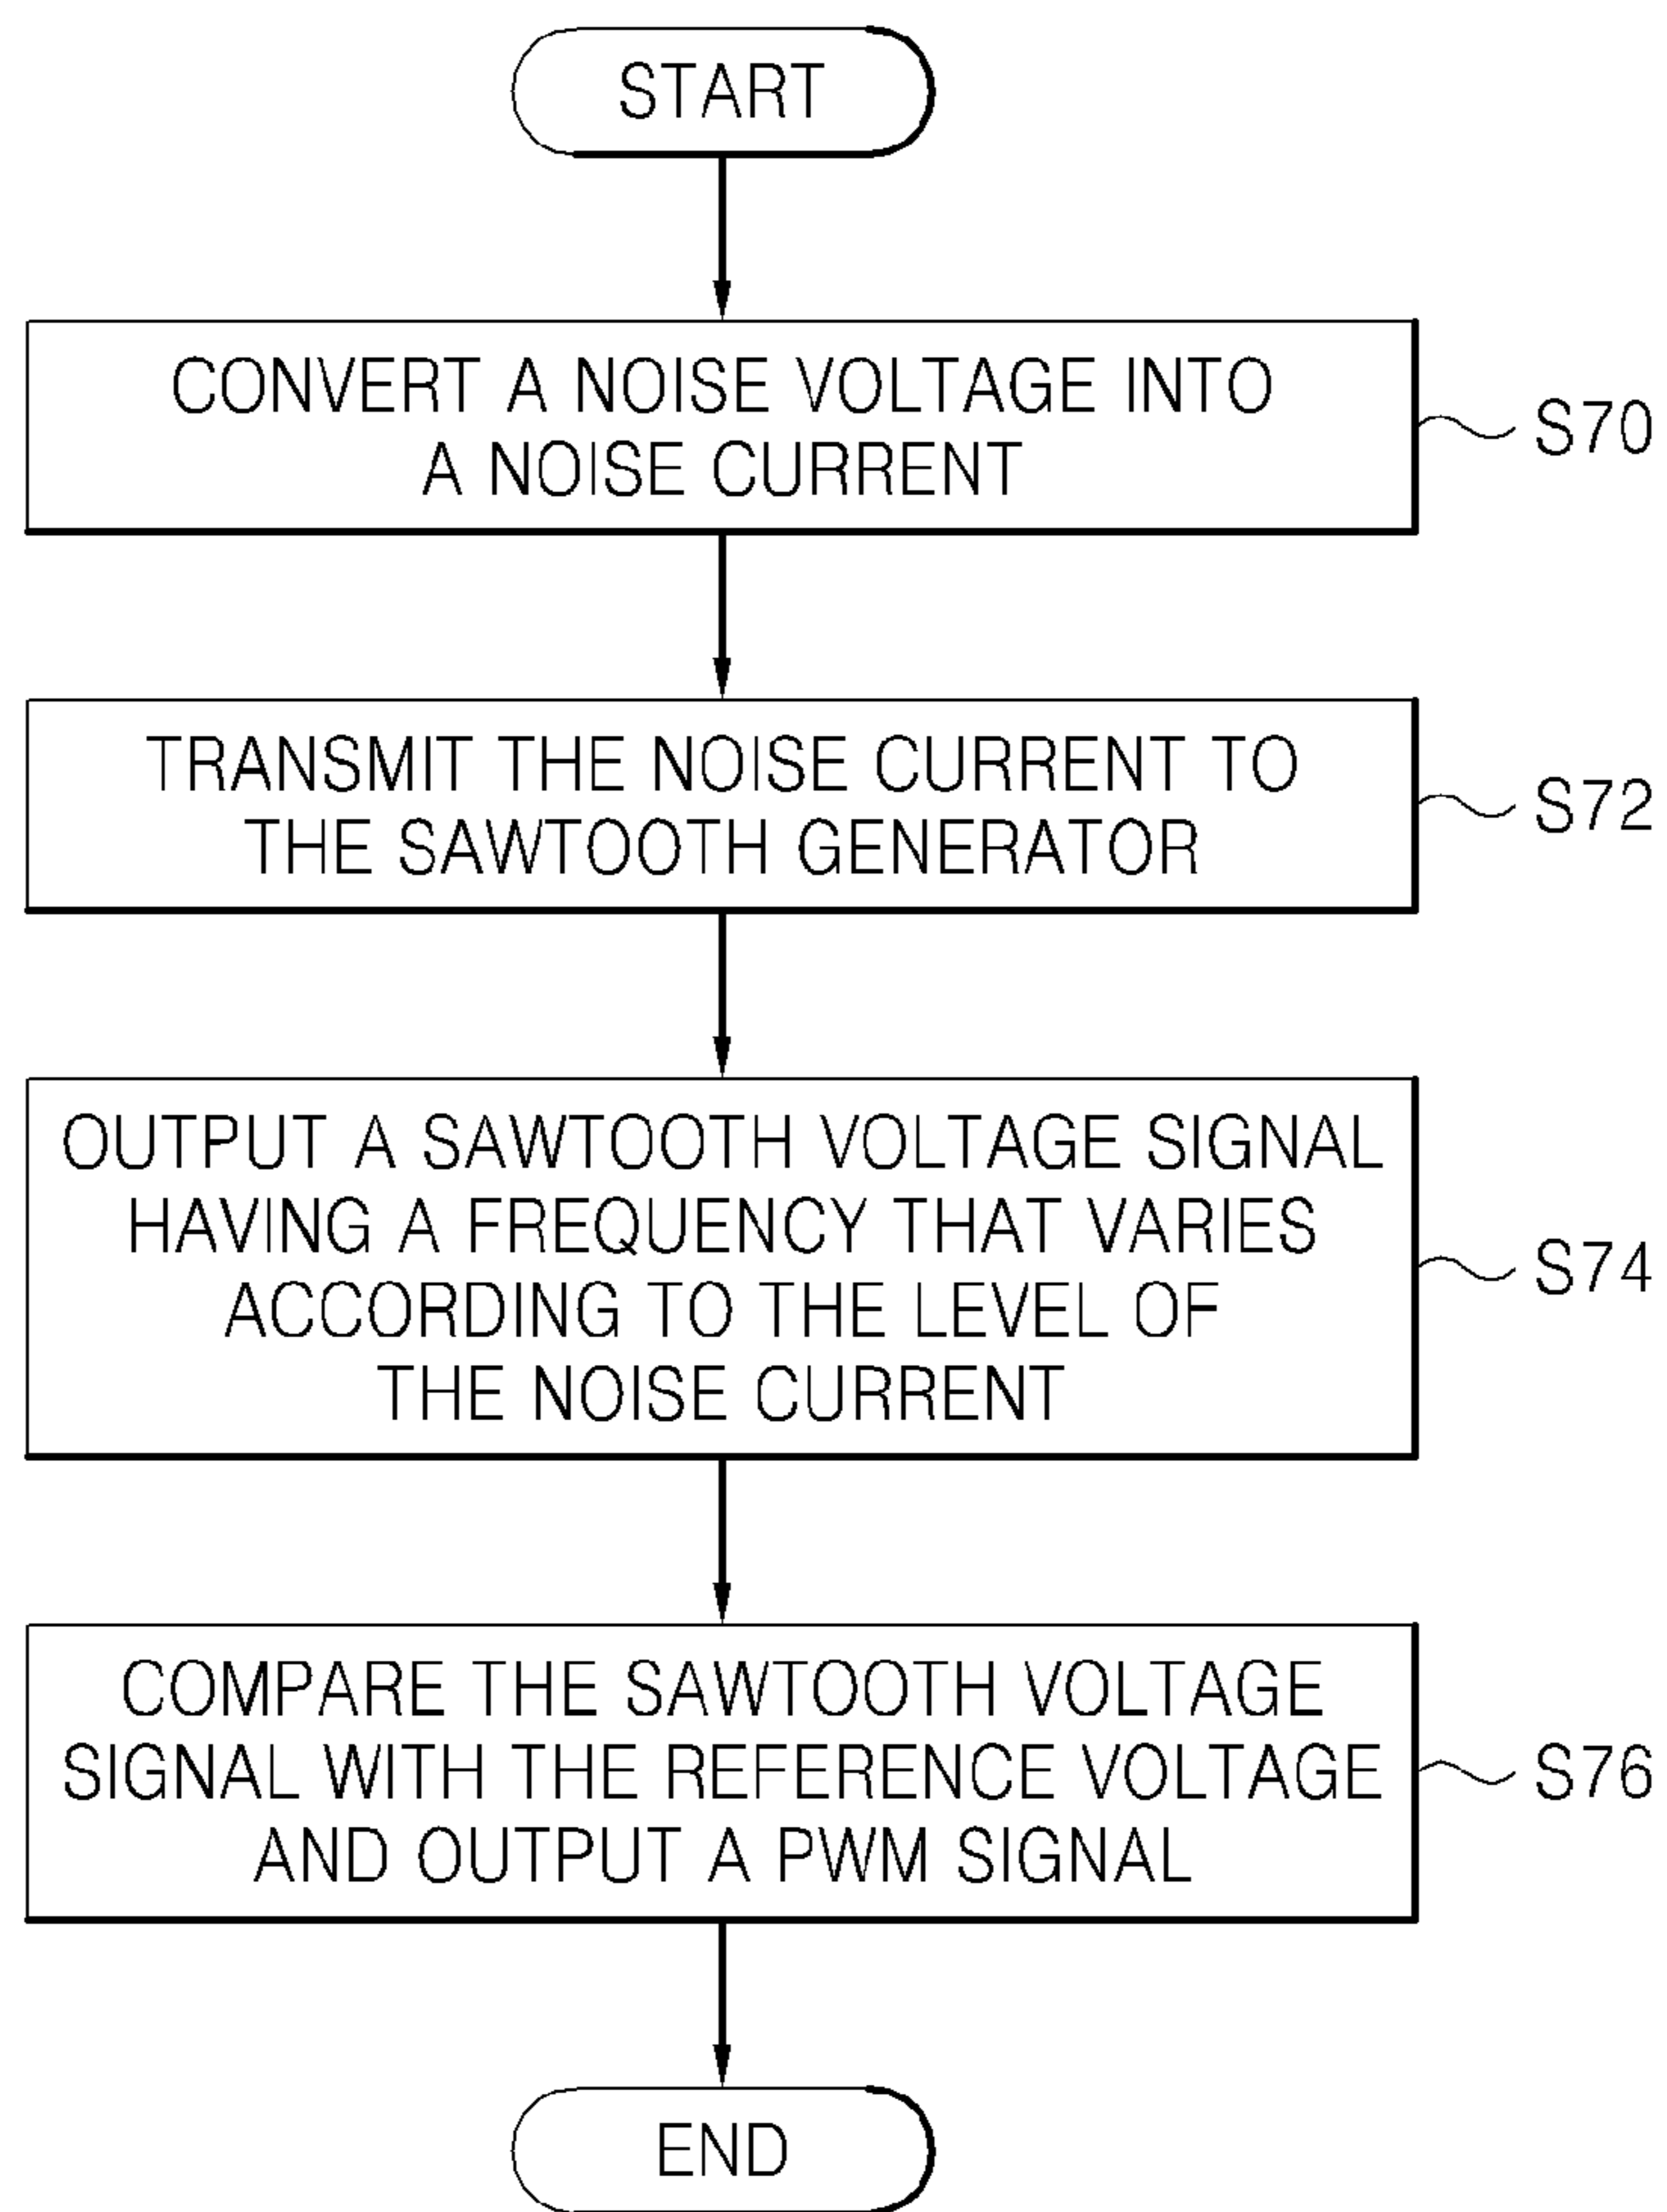 START
CONVERT A NOISE VOLTAGE INTO
A NOISE CURRENT
S70
TRANSMIT THE NOISE CURRENT TO
THE SAWTOOTH GENERATOR
S72
OUTPUT A SAWTOOTH VOLTAGE SIGNAL
HAVING A FREQUENCY THAT VARIES
ACCORDING TO THE LEVEL OF
THE NOISE CURRENT
S74
COMPARE THE SAWTOOTH VOLTAGE
SIGNAL WITH THE REFERENCE VOLTAGE
AND OUTPUT A PWM SIGNAL
S76
END